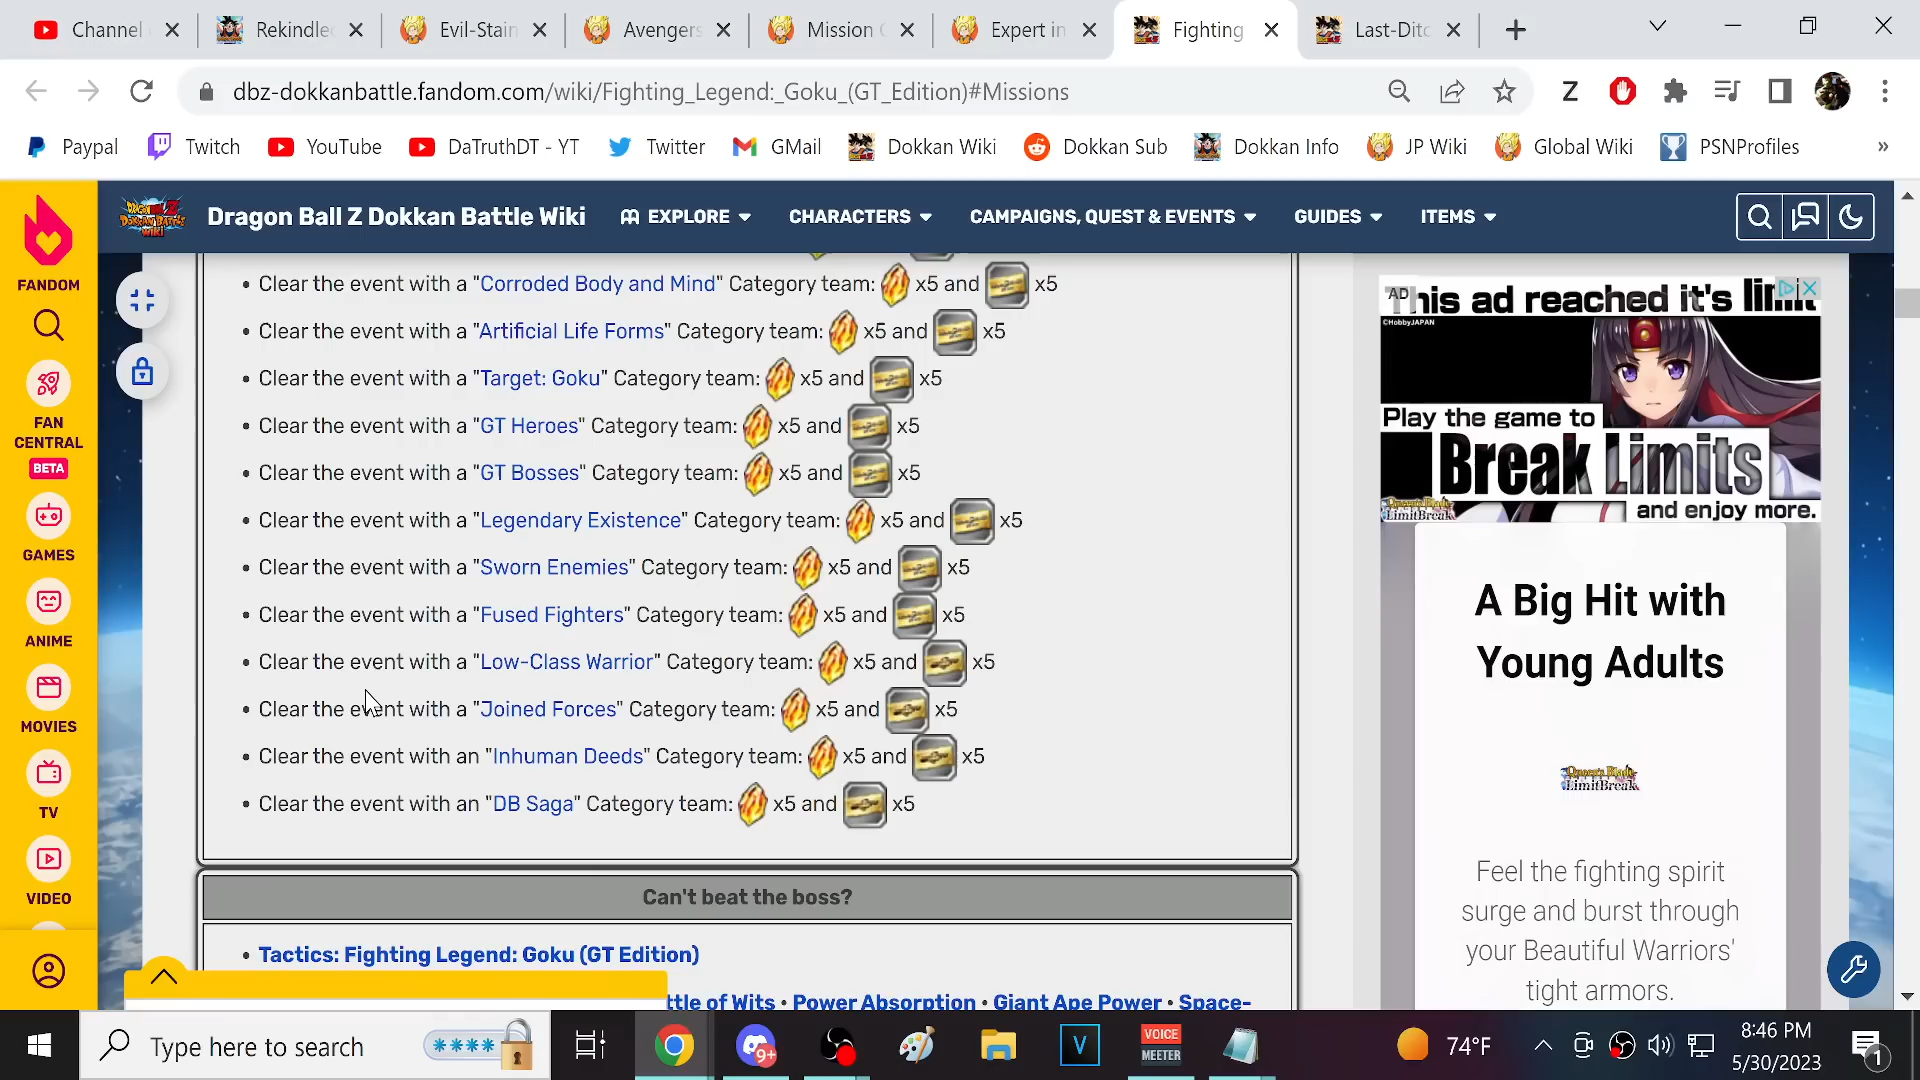 Channel
Rekindled
Evil-Stain
Avengers
Mission
Expert in
Fighting
Last-Ditc
dbz-dokkanbattle.fandom.com/wiki/Fighting_Legend:_Goku_(GT_Edition)#Missions
Z
Paypal
Twitch
YouTube
DaTruthDT - YT
Twitter
GMail
Dokkan Wiki
Dokkan Sub
Dokkan Info
JP Wiki
Global Wiki
PSNProfiles
»
Dragon Ball Z Dokkan Battle Wiki
EXPLORE
CHARACTERS
CAMPAIGNS, QUEST & EVENTS
GUIDES
ITEMS
FANDOM
FAN
CENTRAL
BETA
GAMES
ANIME
MOVIES
TV
VIDEO
• Clear the event with a "Corroded Body and Mind" Category team: x5 and x5
• Clear the event with a "Artificial Life Forms" Category team: x5 and x5
• Clear the event with a "Target: Goku" Category team: x5 and x5
• Clear the event with a "GT Heroes" Category team: x5 and x5
• Clear the event with a "GT Bosses" Category team: x5 and x5
• Clear the event with a "Legendary Existence" Category team: x5 and x5
• Clear the event with a "Sworn Enemies" Category team: x5 and x5
• Clear the event with a "Fused Fighters" Category team: x5 and x5
• Clear the event with a "Low-Class Warrior" Category team: x5 and x5
• Clear the event with a "Joined Forces" Category team: x5 and x5
• Clear the event with an "Inhuman Deeds" Category team: x5 and x5
• Clear the event with an "DB Saga" Category team: x5 and x5
Can't beat the boss?
• Tactics: Fighting Legend: Goku (GT Edition)
ttle of Wits • Power Absorption • Giant Ape Power • Space-
AD
This ad reached it's limit
©HobbyJAPAN
Play the game to
Break Limits
and enjoy more.
Queen's Blade
LimitBreak
A Big Hit with
Young Adults
Queen's Blade
LimitBreak
Feel the fighting spirit
surge and burst through
your Beautiful Warriors'
tight armors.
Type here to search
****
9+
V
VOICE
MEETER
74°F
8:46 PM
5/30/2023
1